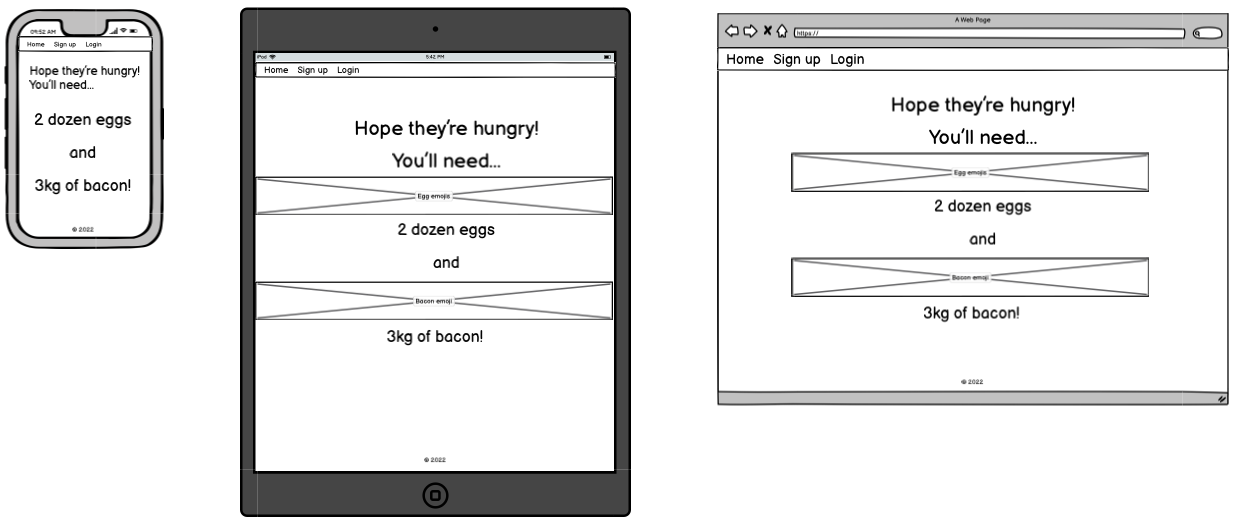 09:52 AM
Home Sign up Login
Hope they're hungry!
You'll need...
2 dozen eggs
and
3kg of bacon!
© 2022
iPod 5:42 PM
Home Sign up Login
Hope they're hungry!
You'll need...
Egg emojis
2 dozen eggs
and
Bacon emoji
3kg of bacon!
© 2022
A Web Page
https://
Home Sign up Login
Hope they're hungry!
You'll need...
Egg emojis
2 dozen eggs
and
Bacon emoji
3kg of bacon!
© 2022